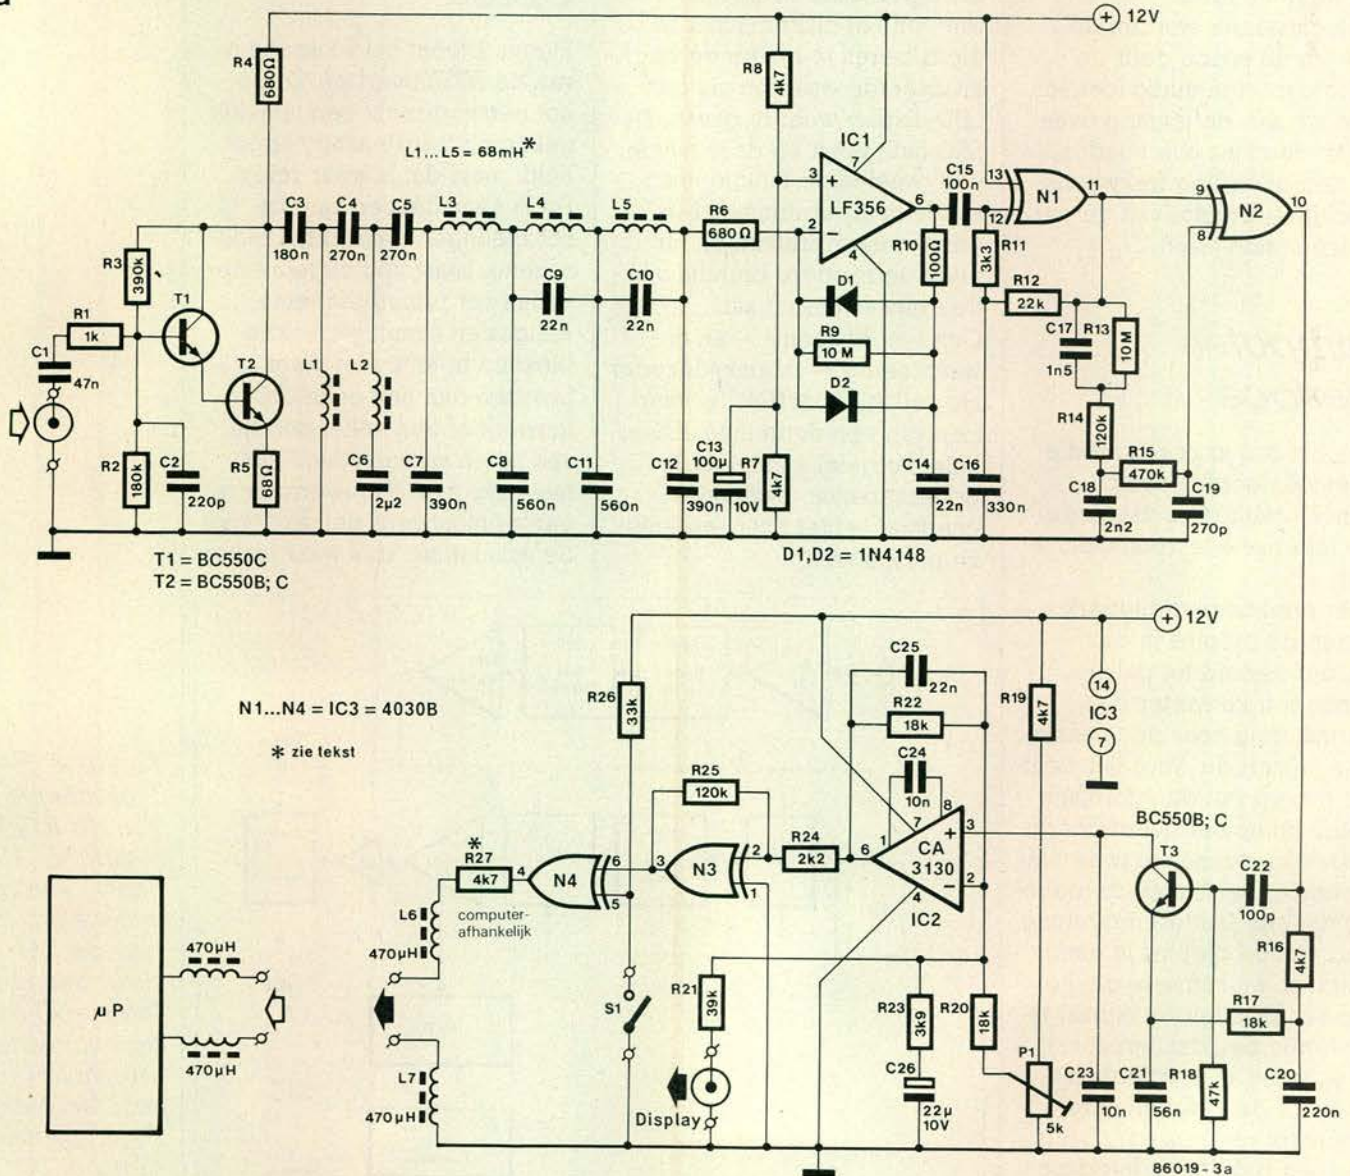 12V
R4
680Ω
R8
4k7
L1...L5 = 68mH*
IC1
7
3
+
LF356
2
−
4
6
C15
100n
13
12
N1
11
9
8
N2
10
C3
180n
C4
270n
C5
270n
L3
L4
L5
R6
680 Ω
R10
100Ω
R11
3k3
R12
22k
R3
390k
T1
R1
1k
C1
47n
T2
L1
L2
C9
22n
C10
22n
D1
R9
10 M
D2
C17
1n5
R13
10M
R14
120k
R15
470k
R2
180k
C2
220p
R5
68Ω
C6
2µ2
C7
390n
C8
560n
C11
560n
C12
390n
C13
100µ
10V
R7
4k7
C14
22n
C16
330n
C18
2n2
C19
270p
T1 = BC550C
T2 = BC550B; C
D1,D2 = 1N4148
12V
R26
33k
C25
22n
R22
18k
C24
10n
R19
4k7
14
IC3
7
N1...N4 = IC3 = 4030B
* zie tekst
R25
120k
R24
2k2
6
1
7
8
+
3
CA
3130
2
−
4
IC2
BC550B; C
T3
C22
100p
R16
4k7
*
R27
4k7
4
N4
6
5
3
N3
2
1
computer-
afhankelijk
L6
470µH
µP
470µH
470µH
S1
R21
39k
R23
3k9
R20
18k
R17
18k
P1
5k
C23
10n
C21
56n
R18
47k
C20
220n
L7
470µH
Display
C26
22µ
10V
86019 - 3a